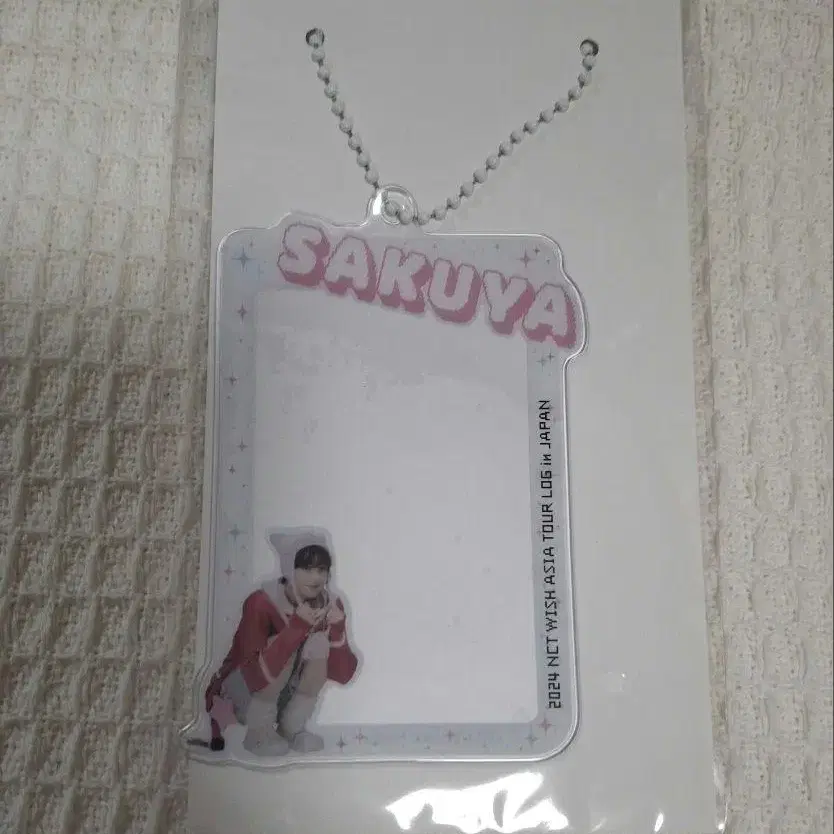 SAKUYA
2024 NCT WISH ASIA TOUR LOG in JAPAN